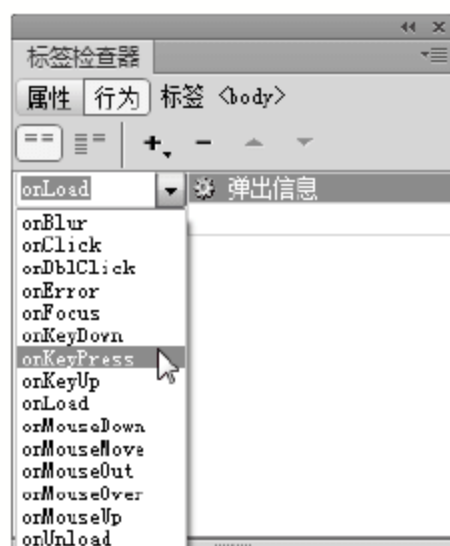 标签检查器
属性 行为 标签 <body>
onLoad 弹出信息
onBlur
onClick
onDblClick
onError
onFocus
onKeyDown
onKeyPress
onKeyUp
onLoad
onMouseDown
onMouseMove
onMouseOut
onMouseOver
onMouseUp
onUnload